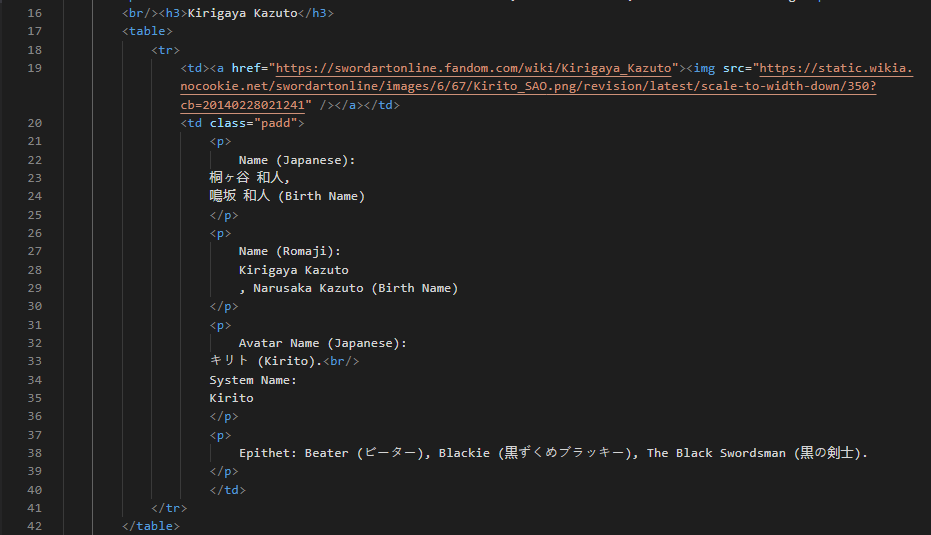 16 <br/><h3>Kirigaya Kazuto</h3>
17 <table>
18 <tr>
19 <td><a href="https://swordartonline.fandom.com/wiki/Kirigaya_Kazuto"><img src="https://static.wikia.
nocookie.net/swordartonline/images/6/67/Kirito_SAO.png/revision/latest/scale-to-width-down/350?
cb=20140228021241" /></a></td>
20 <td class="padd">
21 <p>
22 Name (Japanese):
23 桐ヶ谷 和人,
24 鳴坂 和人 (Birth Name)
25 </p>
26 <p>
27 Name (Romaji):
28 Kirigaya Kazuto
29 , Narusaka Kazuto (Birth Name)
30 </p>
31 <p>
32 Avatar Name (Japanese):
33 キリト (Kirito).<br/>
34 System Name:
35 Kirito
36 </p>
37 <p>
38 Epithet: Beater (ビーター), Blackie (黒ずくめブラッキー), The Black Swordsman (黒の剣士).
39 </p>
40 </td>
41 </tr>
42 </table>